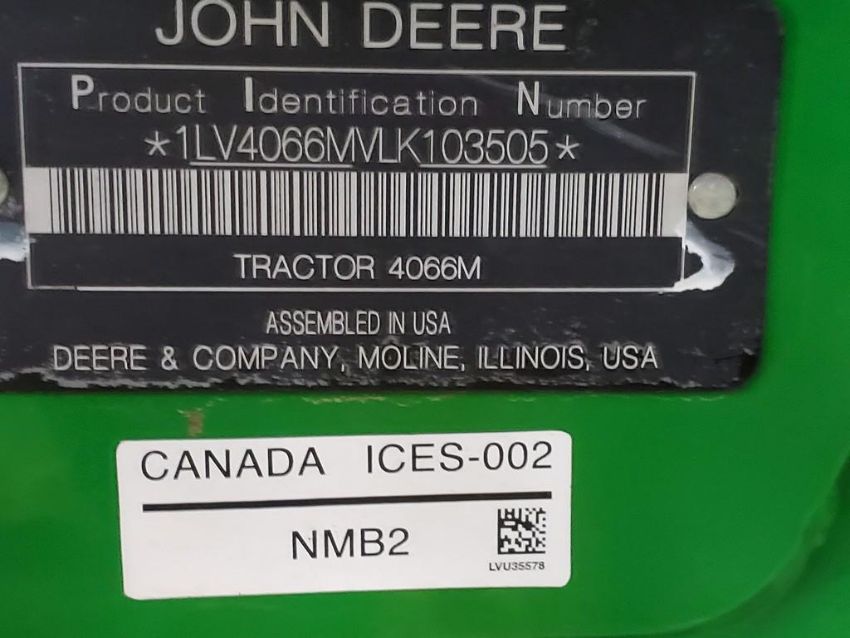 JOHN DEERE
Product Identification Number
*1LV4066MVLK103505*
TRACTOR 4066M
ASSEMBLED IN USA
DEERE & COMPANY, MOLINE, ILLINOIS, USA
CANADA ICES-002
NMB2
LVU35578